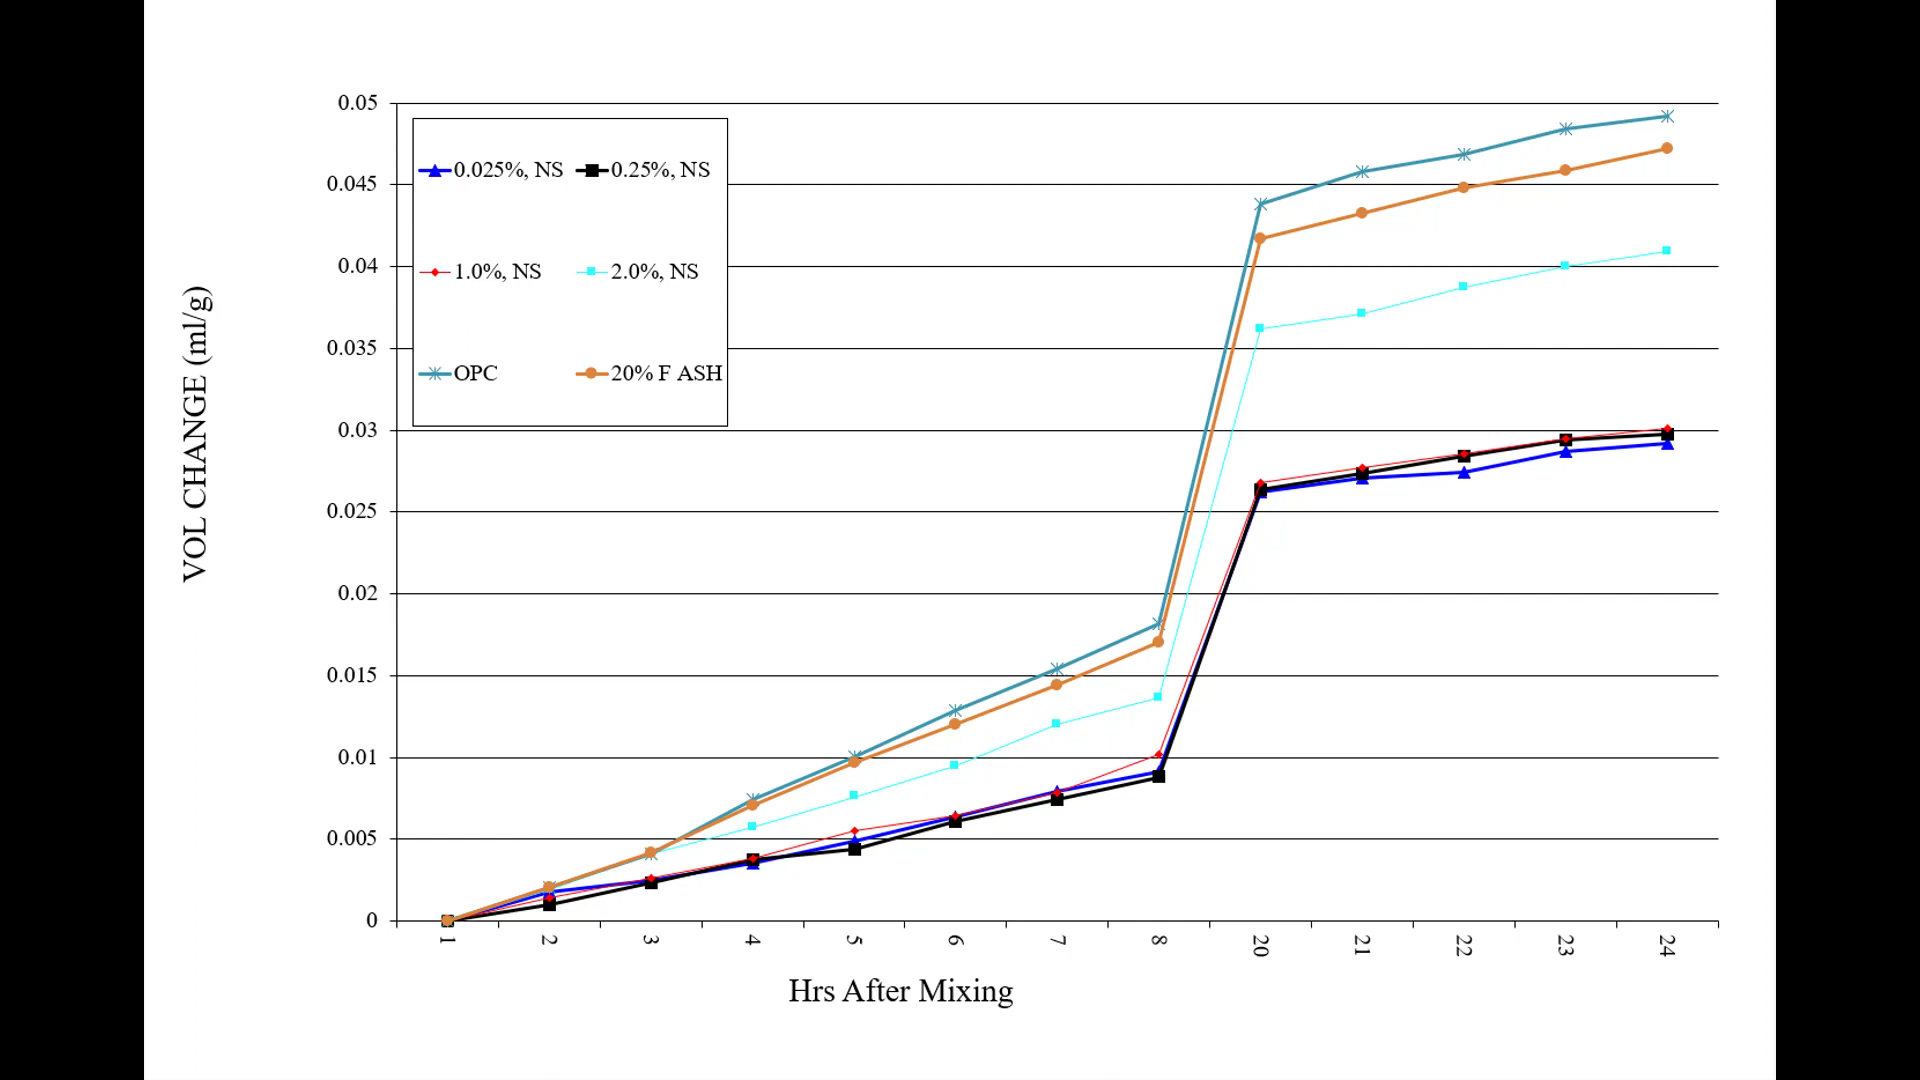 0.05
0.045
0.04
0.035
0.03
0.025
0.02
0.015
0.01
0.005
0
VOL CHANGE (ml/g)
0.025%, NS 0.25%, NS
1.0%, NS 2.0%, NS
OPC 20% F ASH
1 2 3 4 5 6 7 8 20 21 22 23 24
Hrs After Mixing